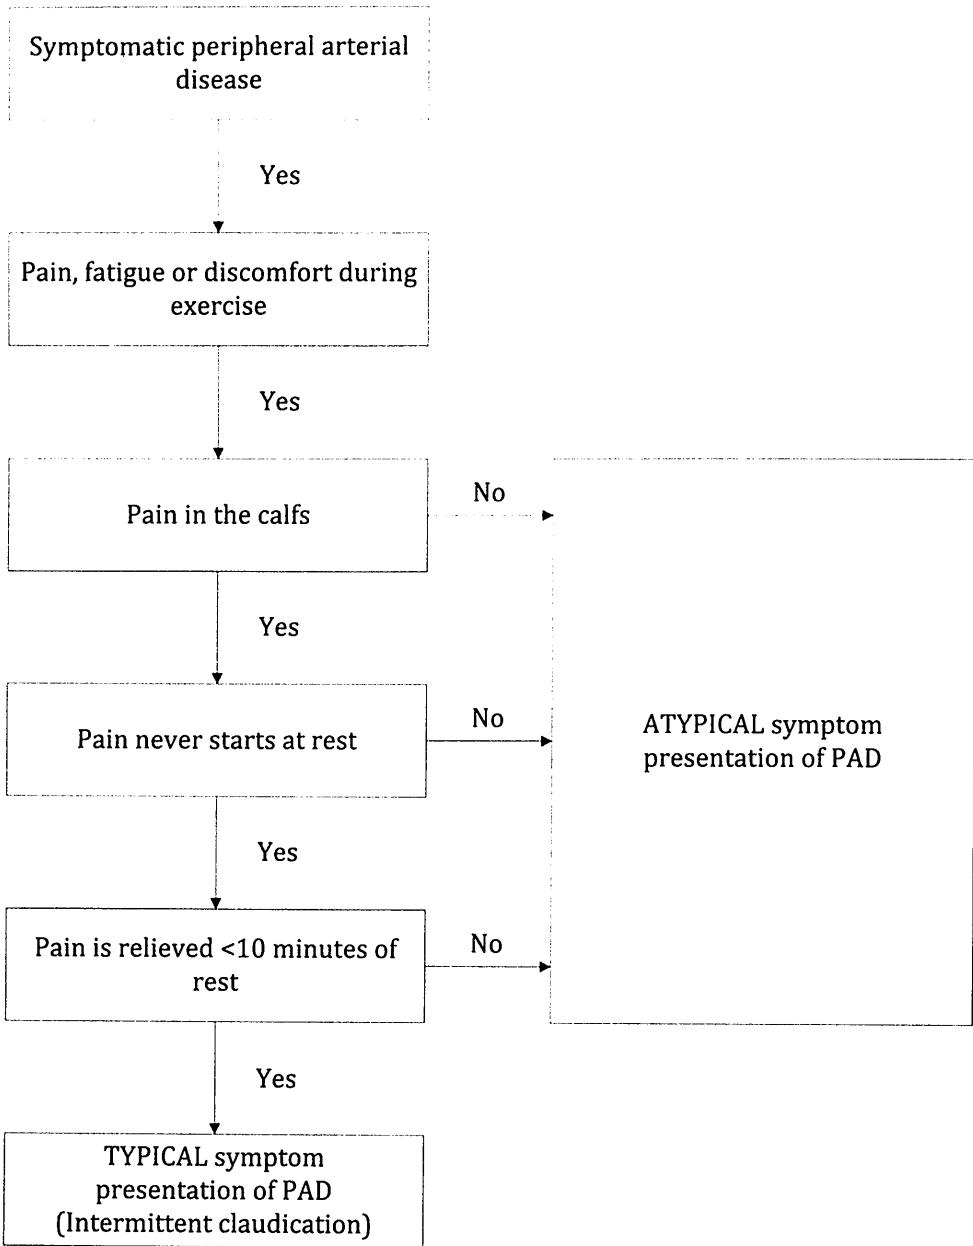 Symptomatic peripheral arterial
disease
Yes
Pain, fatigue or discomfort during
exercise
Yes
Pain in the calfs
No
Yes
Pain never starts at rest
No
ATYPICAL symptom
presentation of PAD
Yes
Pain is relieved <10 minutes of
rest
No
Yes
TYPICAL symptom
presentation of PAD
(Intermittent claudication)